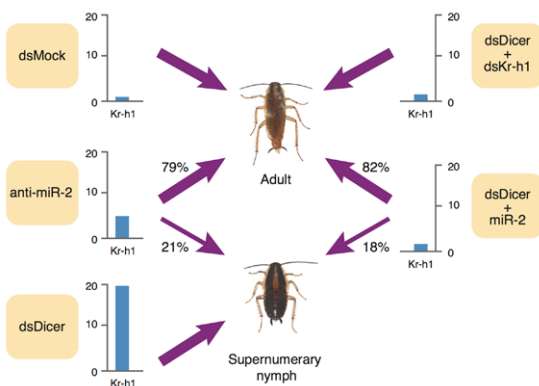 dsMock
20
10
0
Kr-h1
20
10
0
Kr-h1
dsDicer
+
dsKr-h1
Adult
anti-miR-2
20
10
0
Kr-h1
79%
21%
82%
18%
20
10
0
Kr-h1
dsDicer
+
miR-2
dsDicer
20
10
0
Kr-h1
Supernumerary
nymph